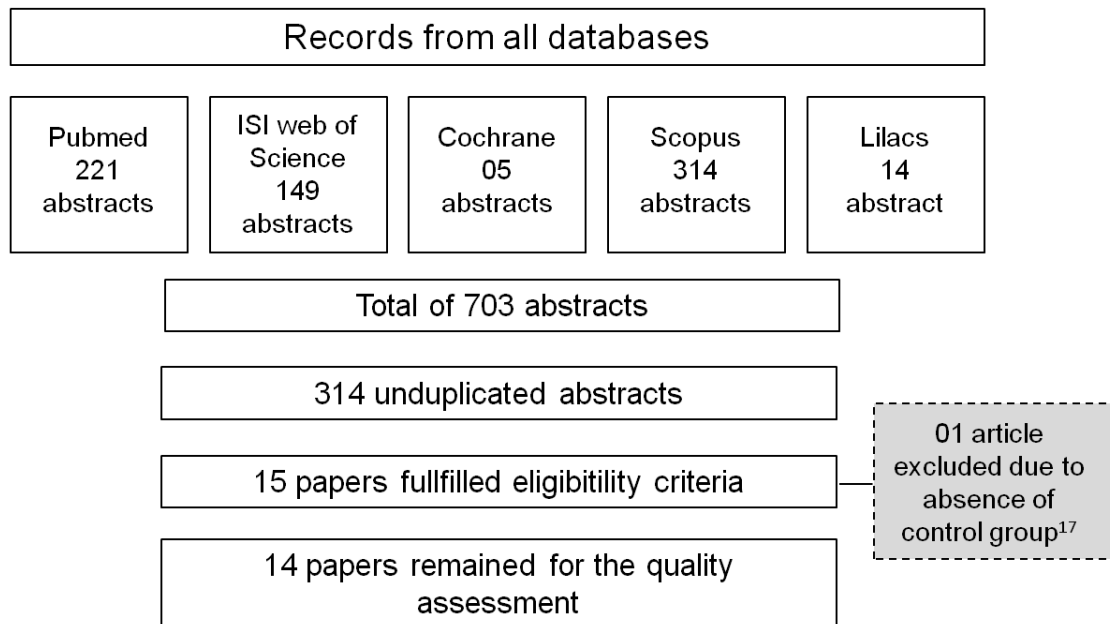 Records from all databases
Pubmed
221
abstracts
ISI web of
Science
149
abstracts
Cochrane
05
abstracts
Scopus
314
abstracts
Lilacs
14
abstract
Total of 703 abstracts
314 unduplicated abstracts
15 papers fullfilled eligibitility criteria
01 article
excluded due to
absence of
control group¹⁷
14 papers remained for the quality
assessment